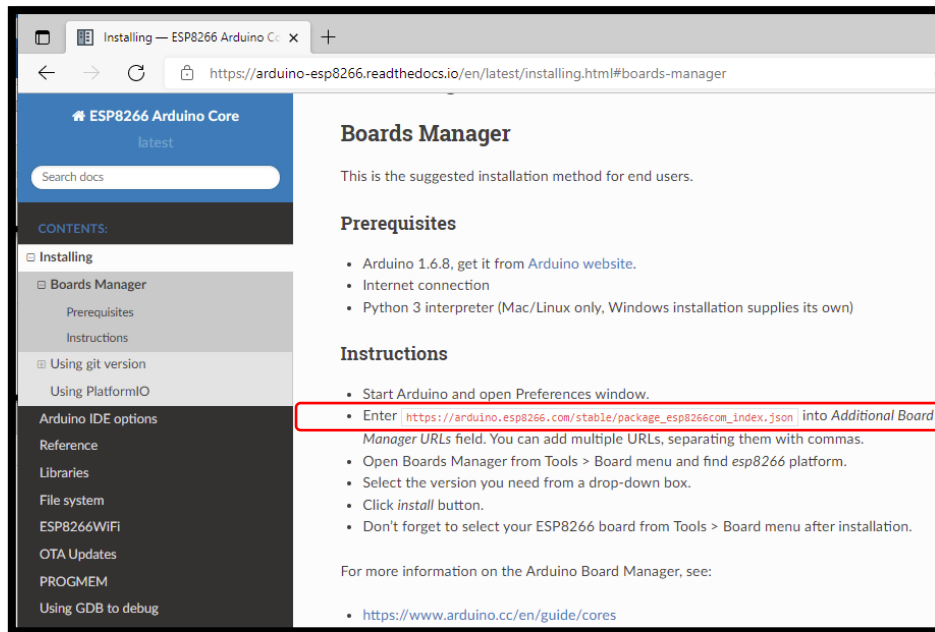 Installing — ESP8266 Arduino Co
https://arduino-esp8266.readthedocs.io/en/latest/installing.html#boards-manager
ESP8266 Arduino Core
latest
Search docs
CONTENTS:
Installing
Boards Manager
Prerequisites
Instructions
Using git version
Using PlatformIO
Arduino IDE options
Reference
Libraries
File system
ESP8266WiFi
OTA Updates
PROGMEM
Using GDB to debug
Boards Manager
This is the suggested installation method for end users.
Prerequisites
• Arduino 1.6.8, get it from Arduino website.
• Internet connection
• Python 3 interpreter (Mac/Linux only, Windows installation supplies its own)
Instructions
• Start Arduino and open Preferences window.
• Enter https://arduino.esp8266.com/stable/package_esp8266com_index.json into Additional Board
Manager URLs field. You can add multiple URLs, separating them with commas.
• Open Boards Manager from Tools > Board menu and find esp8266 platform.
• Select the version you need from a drop-down box.
• Click install button.
• Don't forget to select your ESP8266 board from Tools > Board menu after installation.
For more information on the Arduino Board Manager, see:
• https://www.arduino.cc/en/guide/cores